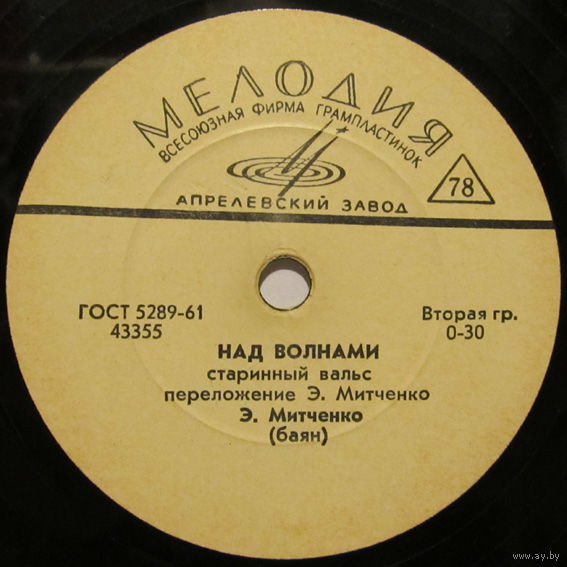 МЕЛОДИЯ
ВСЕСОЮЗНАЯ ФИРМА ГРАМПЛАСТИНОК
АПРЕЛЕВСКИЙ ЗАВОД
78
ГОСТ 5289-61
43355
Вторая гр.
0-30
НАД ВОЛНАМИ
старинный вальс
переложение Э. Митченко
Э. Митченко
(баян)
www.ay.by